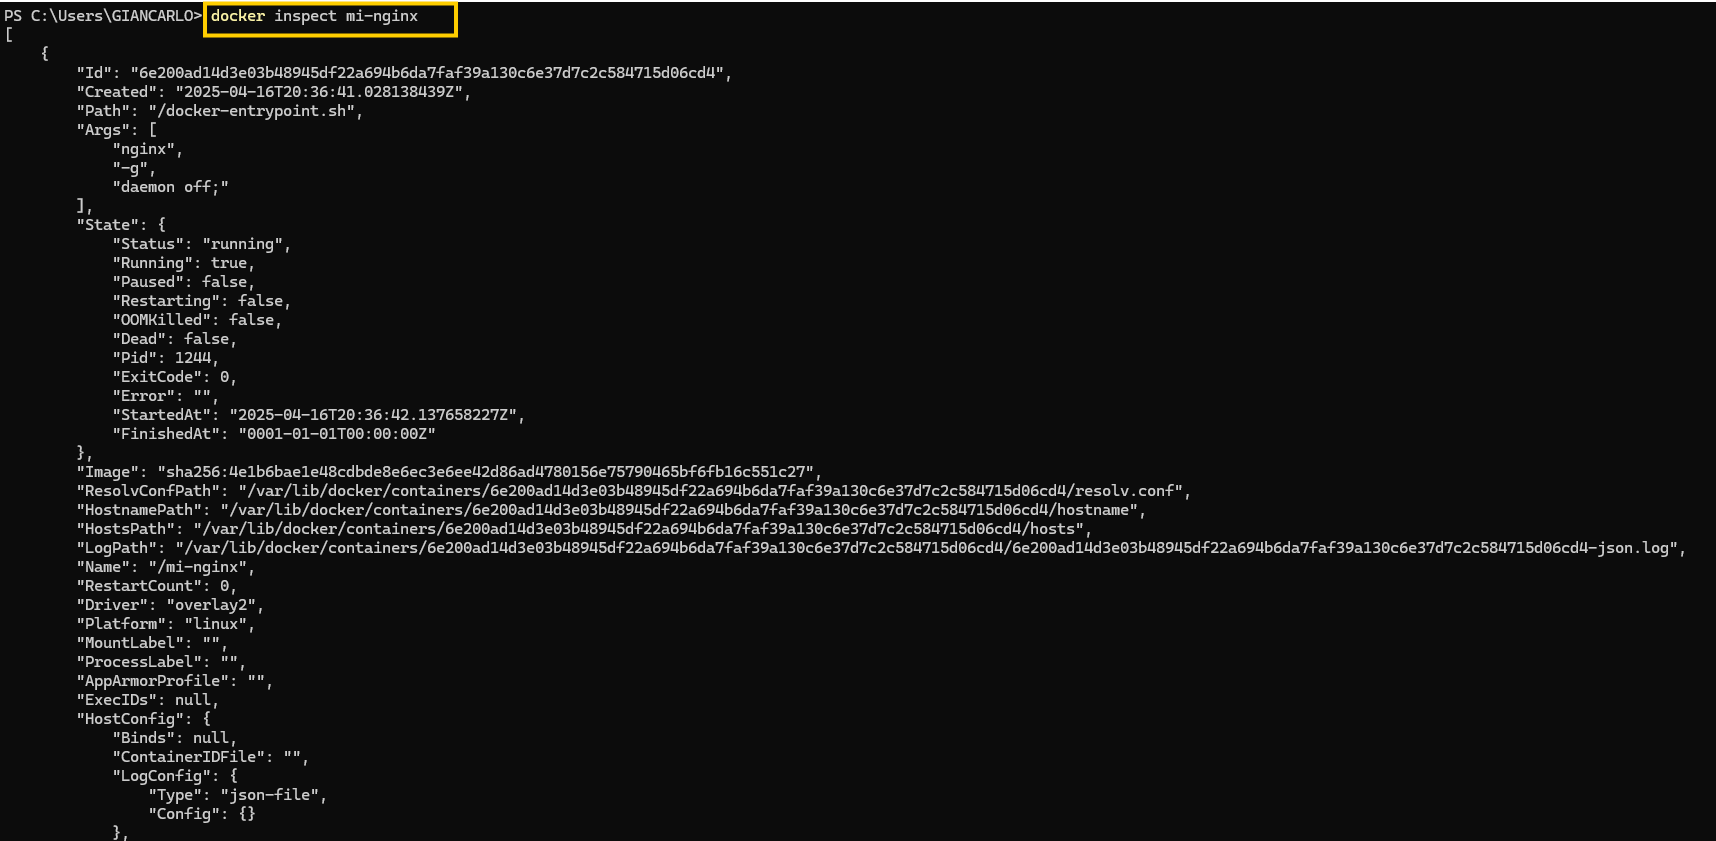 PS C:\Users\GIANCARLO> docker inspect mi-nginx
[
    {
        "Id": "6e200ad14d3e03b48945df22a694b6da7faf39a130c6e37d7c2c584715d06cd4",
        "Created": "2025-04-16T20:36:41.028138439Z",
        "Path": "/docker-entrypoint.sh",
        "Args": [
            "nginx",
            "-g",
            "daemon off;"
        ],
        "State": {
            "Status": "running",
            "Running": true,
            "Paused": false,
            "Restarting": false,
            "OOMKilled": false,
            "Dead": false,
            "Pid": 1244,
            "ExitCode": 0,
            "Error": "",
            "StartedAt": "2025-04-16T20:36:42.137658227Z",
            "FinishedAt": "0001-01-01T00:00:00Z"
        },
        "Image": "sha256:4e1b6bae1e48cdbde8e6ec3e6ee42d86ad4780156e75790465bf6fb16c551c27",
        "ResolvConfPath": "/var/lib/docker/containers/6e200ad14d3e03b48945df22a694b6da7faf39a130c6e37d7c2c584715d06cd4/resolv.conf",
        "HostnamePath": "/var/lib/docker/containers/6e200ad14d3e03b48945df22a694b6da7faf39a130c6e37d7c2c584715d06cd4/hostname",
        "HostsPath": "/var/lib/docker/containers/6e200ad14d3e03b48945df22a694b6da7faf39a130c6e37d7c2c584715d06cd4/hosts",
        "LogPath": "/var/lib/docker/containers/6e200ad14d3e03b48945df22a694b6da7faf39a130c6e37d7c2c584715d06cd4/6e200ad14d3e03b48945df22a694b6da7faf39a130c6e37d7c2c584715d06cd4-json.log",
        "Name": "/mi-nginx",
        "RestartCount": 0,
        "Driver": "overlay2",
        "Platform": "linux",
        "MountLabel": "",
        "ProcessLabel": "",
        "AppArmorProfile": "",
        "ExecIDs": null,
        "HostConfig": {
            "Binds": null,
            "ContainerIDFile": "",
            "LogConfig": {
                "Type": "json-file",
                "Config": {}
            },